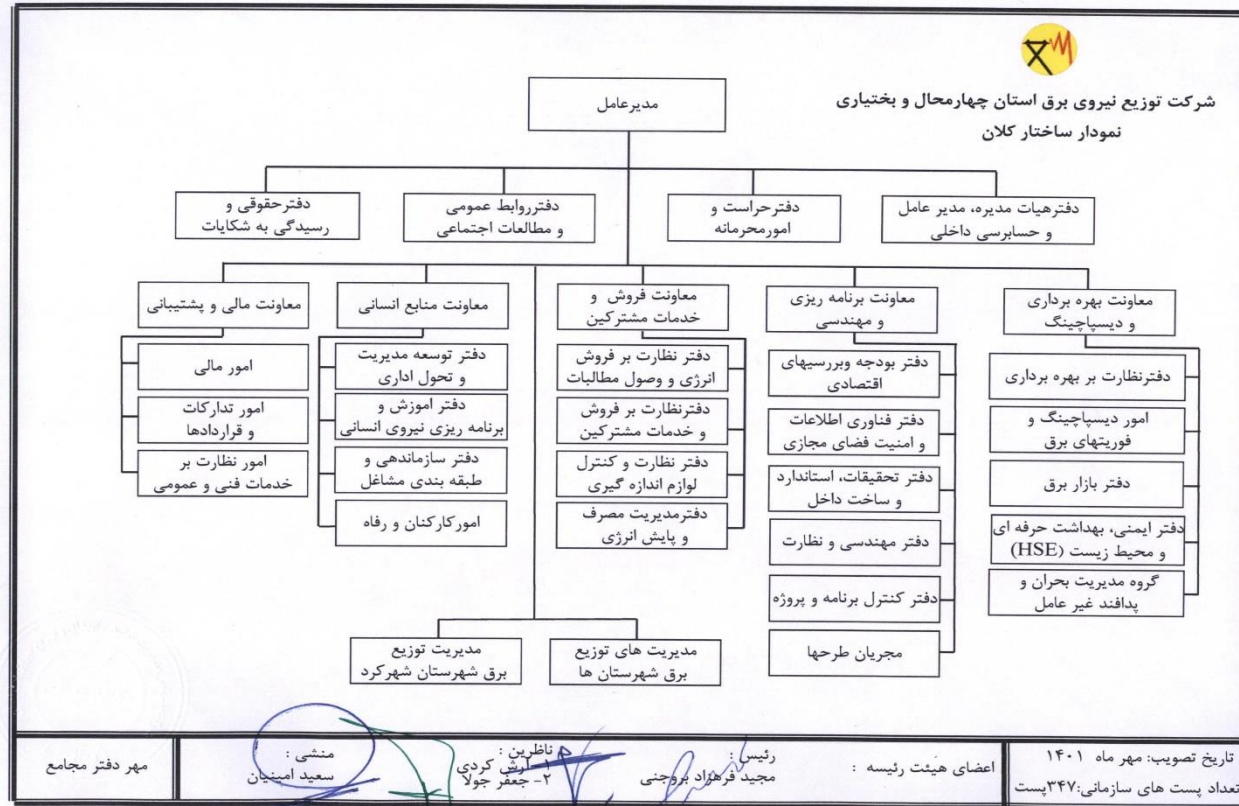 شرکت توزیع نیروی برق استان چهارمحال و بختیاری
نمودار ساختار کلان
مدیرعامل
دفترهیات مدیره، مدیر عامل
و حسابرسی داخلی
دفترحراست و
امورمحرمانه
دفترروابط عمومی
و مطالعات اجتماعی
دفترحقوقی و
رسیدگی به شکایات
معاونت بهره برداری
و دیسپاچینگ
دفترنظارت بر بهره برداری
امور دیسپاچینگ و
فوریتهای برق
دفتر بازار برق
دفتر ایمنی، بهداشت حرفه ای
و محیط زیست (HSE)
گروه مدیریت بحران و
پدافند غیر عامل
معاونت برنامه ریزی
و مهندسی
دفتر بودجه وبررسیهای
اقتصادی
دفتر فناوری اطلاعات
و امنیت فضای مجازی
دفتر تحقیقات، استاندارد
و ساخت داخل
دفتر مهندسی و نظارت
دفتر کنترل برنامه و پروژه
مجریان طرحها
معاونت فروش و
خدمات مشترکین
دفتر نظارت بر فروش
انرژی و وصول مطالبات
دفترنظارت بر فروش
و خدمات مشترکین
دفتر نظارت و کنترل
لوازم اندازه گیری
دفترمدیریت مصرف
و پایش انرژی
معاونت منابع انسانی
دفتر توسعه مدیریت
و تحول اداری
دفتر اموزش و
برنامه ریزی نیروی انسانی
دفتر سازماندهی و
طبقه بندی مشاغل
امورکارکنان و رفاه
معاونت مالی و پشتیبانی
امور مالی
امور تدارکات
و قراردادها
امور نظارت بر
خدمات فنی و عمومی
مدیریت های توزیع
برق شهرستان ها
مدیریت توزیع
برق شهرستان شهرکرد
تاریخ تصویب: مهر ماه ۱۴۰۱
تعداد پست های سازمانی:۳۴۷پست
اعضای هیئت رئیسه :
رئیس :
مجید فرهزاد بروجنی
ناظرین :
۱- آرش کردی
۲- جعفر جولا
منشی :
سعید امینیان
مهر دفتر مجامع